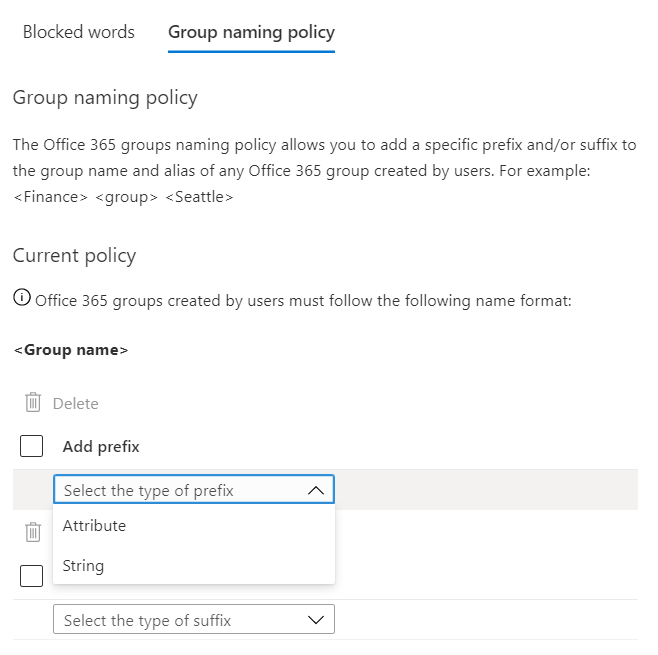 Blocked words Group naming policy
Group naming policy
The Office 365 groups naming policy allows you to add a specific prefix and/or suffix to
the group name and alias of any Office 365 group created by users. For example:
<Finance> <group> <Seattle>
Current policy
Office 365 groups created by users must follow the following name format:
<Group name>
Delete
Add prefix
Select the type of prefix
Attribute
String
Select the type of suffix